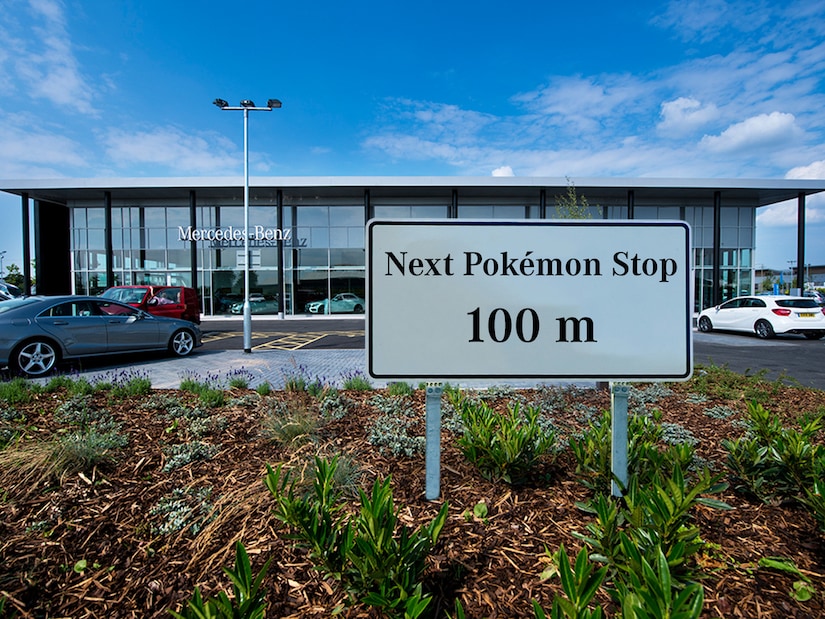 Mercedes-Benz
Next Pokémon Stop
100 m